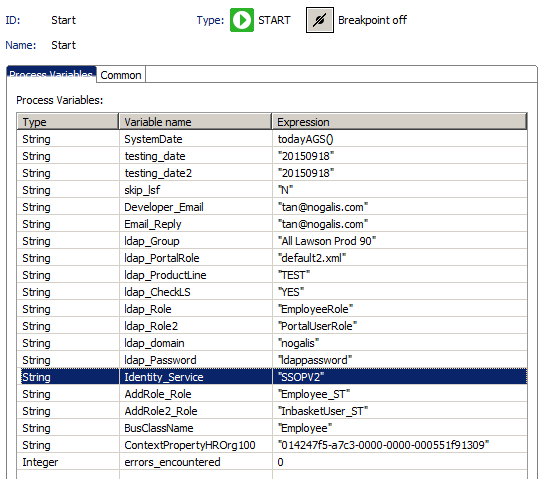 ID: Start Type: START Breakpoint off
Name: Start
Process Variables Common
Process Variables:
Type Variable name Expression
String SystemDate todayAGS()
String testing_date "20150918"
String testing_date2 "20150918"
String skip_lsf "N"
String Developer_Email "tan@nogalis.com"
String Email_Reply "tan@nogalis.com"
String ldap_Group "All Lawson Prod 90"
String ldap_PortalRole "default2.xml"
String ldap_ProductLine "TEST"
String ldap_CheckLS "YES"
String ldap_Role "EmployeeRole"
String ldap_Role2 "PortalUserRole"
String ldap_domain "nogalis"
String ldap_Password "ldappassword"
String Identity_Service "SSOPV2"
String AddRole_Role "Employee_ST"
String AddRole2_Role "InbasketUser_ST"
String BusClassName "Employee"
String ContextPropertyHROrg100 "014247f5-a7c3-0000-0000-000551f91309"
Integer errors_encountered 0